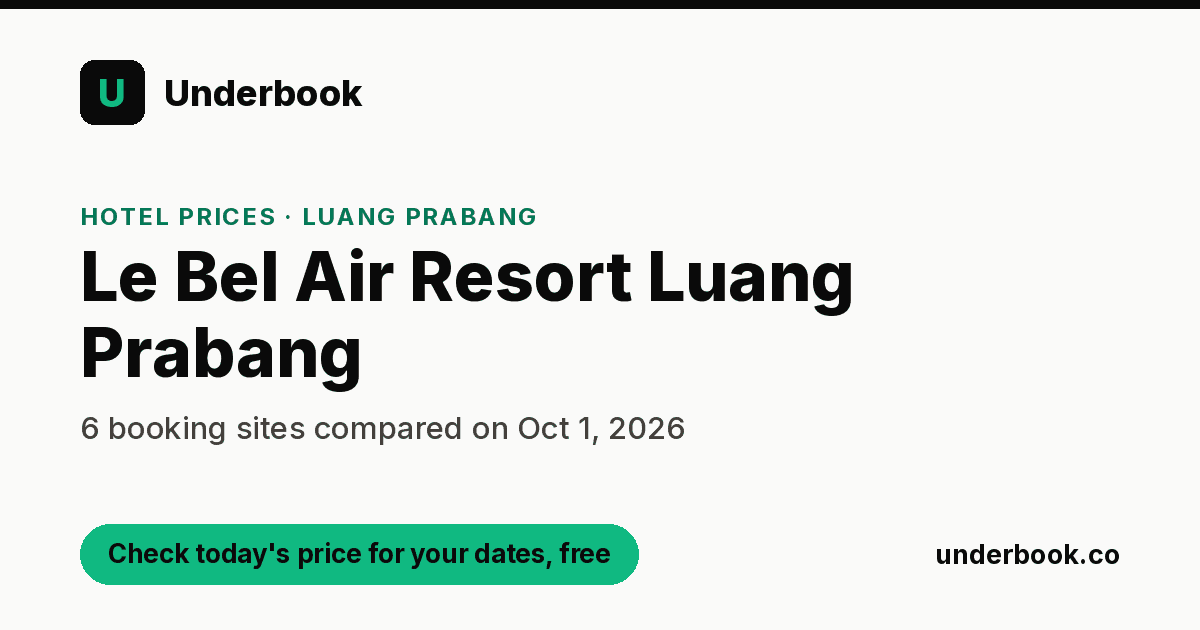 U Underbook
HOTEL PRICES · LUANG PRABANG
Le Bel Air Resort Luang
Prabang
6 booking sites compared on Oct 1, 2026
Check today's price for your dates, free
underbook.co